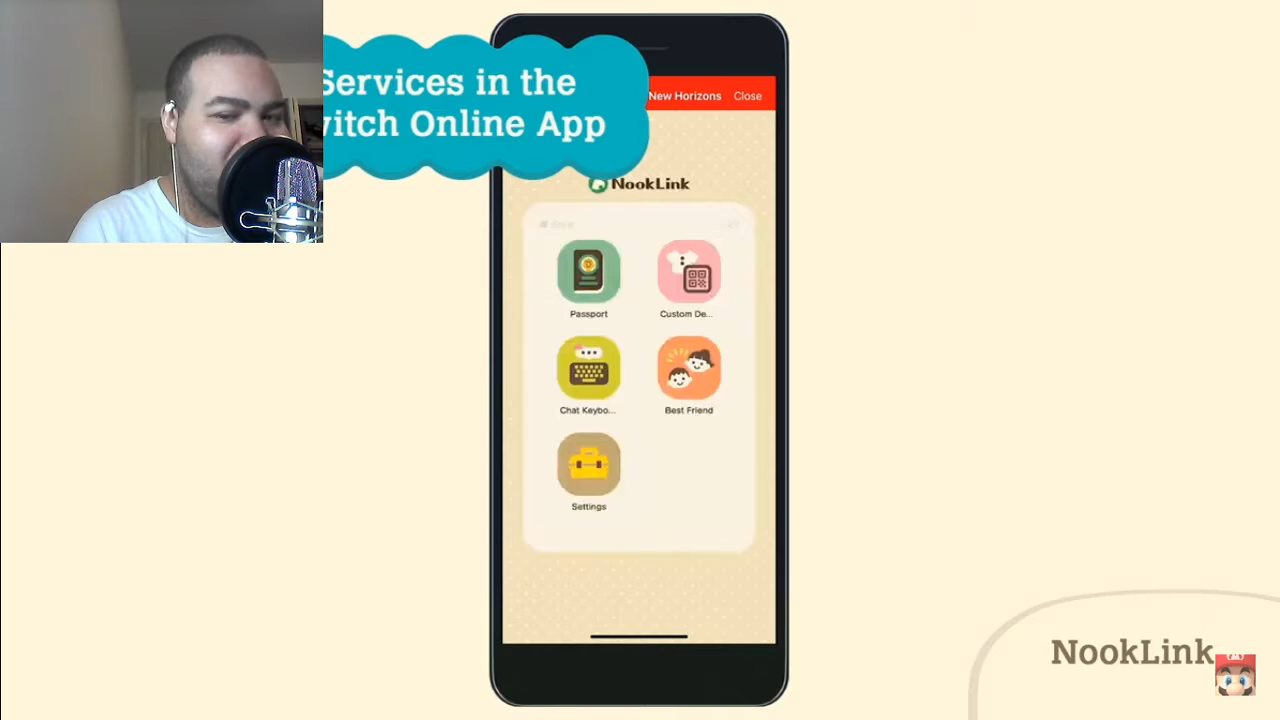 Services in the
witch Online App
New Horizons Close
NookLink
Passport
Custom De...
Chat Keybo...
Best Friend
Settings
NookLink